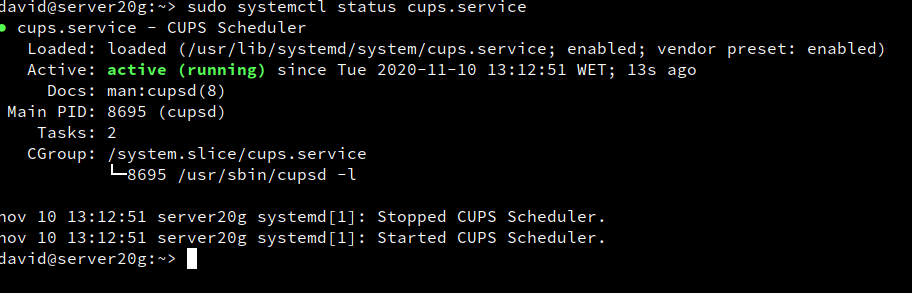 david@server20g:~> sudo systemctl status cups.service
● cups.service - CUPS Scheduler
Loaded: loaded (/usr/lib/systemd/system/cups.service; enabled; vendor preset: enabled)
Active: active (running) since Tue 2020-11-10 13:12:51 WET; 13s ago
Docs: man:cupsd(8)
Main PID: 8695 (cupsd)
Tasks: 2
CGroup: /system.slice/cups.service
└─8695 /usr/sbin/cupsd -l

nov 10 13:12:51 server20g systemd[1]: Stopped CUPS Scheduler.
nov 10 13:12:51 server20g systemd[1]: Started CUPS Scheduler.
david@server20g:~>